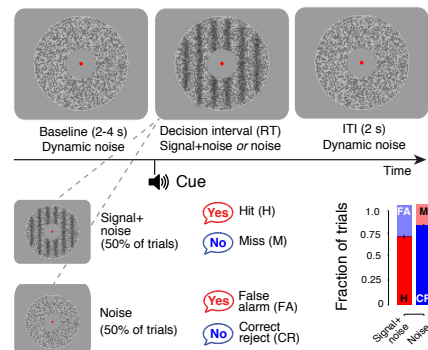 Baseline (2-4 s)
Dynamic noise
Decision interval (RT)
Signal+noise or noise
ITI (2 s)
Dynamic noise
Time
Cue
Signal+
noise
(50% of trials)
Yes Hit (H)
No Miss (M)
Noise
(50% of trials)
Yes False
alarm (FA)
No Correct
reject (CR)
Fraction of trials
1.0
0.75
0.5
0.25
0
FA
M
H
CR
Signal+
noise
Noise